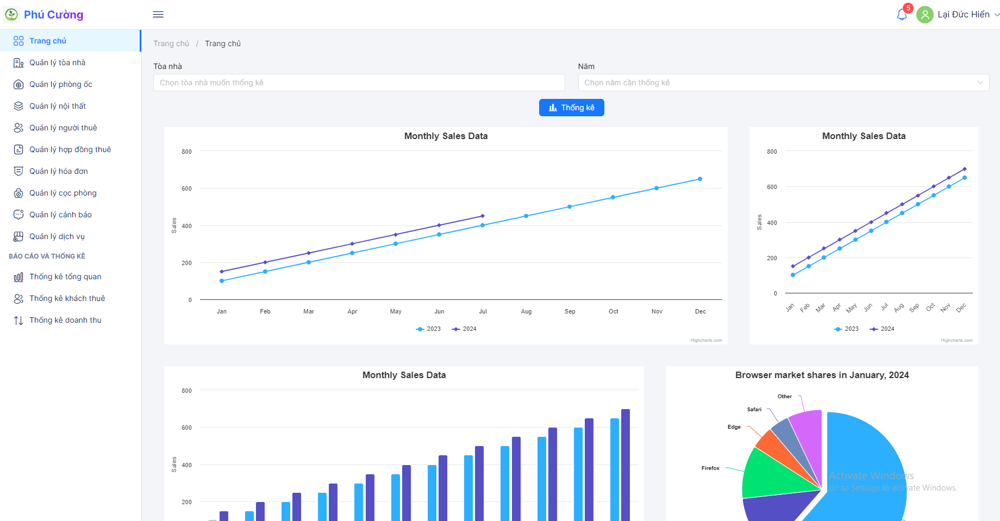 Phú Cường
5
Lại Đức Hiển
Trang chủ
Quản lý tòa nhà
Quản lý phòng ốc
Quản lý nội thất
Quản lý người thuê
Quản lý hợp đồng thuê
Quản lý hóa đơn
Quản lý cọc phòng
Quản lý cảnh báo
Quản lý dịch vụ
BÁO CÁO VÀ THỐNG KÊ
Thống kê tổng quan
Thống kê khách thuê
Thống kê doanh thu
Trang chủ / Trang chủ
Tòa nhà
Chọn tòa nhà muốn thống kê
Năm
Chọn năm cần thống kê
Thống kê
Monthly Sales Data
Sales
800
600
400
200
0
Jan Feb Mar Apr May Jun Jul Aug Sep Oct Nov Dec
2023 2024
Highcharts.com
Monthly Sales Data
Sales
800
600
400
200
0
Jan Feb Mar Apr May Jun Jul Aug Sep Oct Nov Dec
2023 2024
Highcharts.com
Monthly Sales Data
Sales
800
600
400
200
Browser market shares in January, 2024
Other
Safari
Edge
Firefox
Activate Windows
Go to Settings to activate Windows.